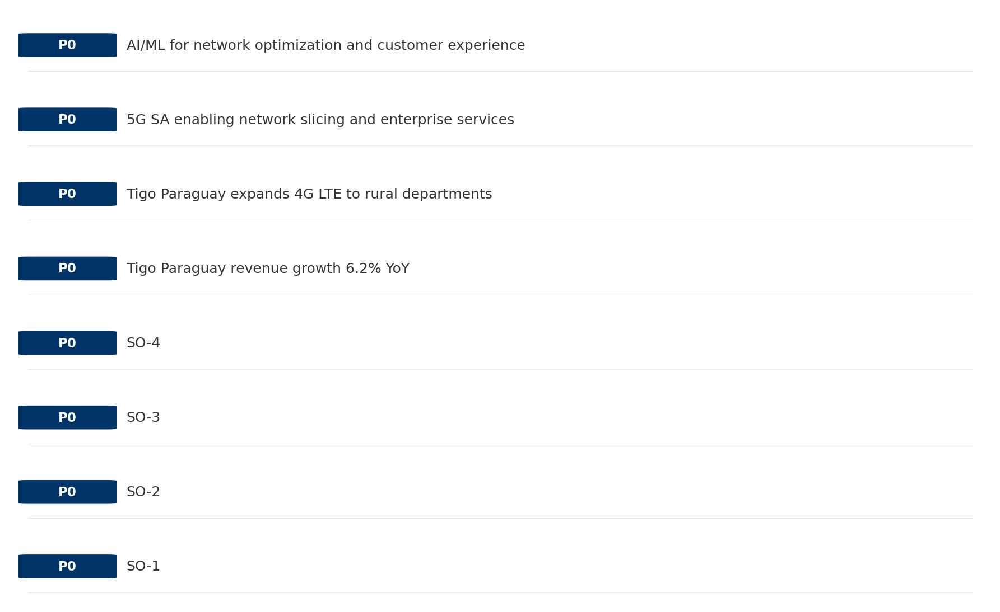 P0 AI/ML for network optimization and customer experience
P0 5G SA enabling network slicing and enterprise services
P0 Tigo Paraguay expands 4G LTE to rural departments
P0 Tigo Paraguay revenue growth 6.2% YoY
P0 SO-4
P0 SO-3
P0 SO-2
P0 SO-1